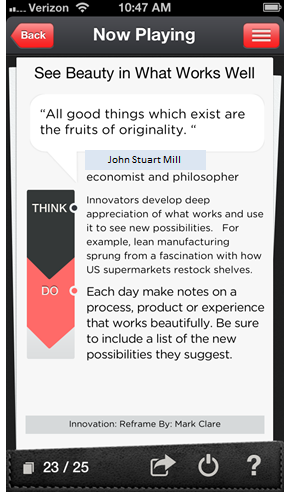 Verizon 10:47 AM
Back Now Playing
See Beauty in What Works Well
“All good things which exist are
the fruits of originality. “
John Stuart Mill
economist and philosopher
THINK
Innovators develop deep
appreciation of what works and use
it to see new possibilities. For
example, lean manufacturing
sprung from a fascination with how
US supermarkets restock shelves.
DO
Each day make notes on a
process, product or experience
that works beautifully. Be sure
to include a list of the new
possibilities they suggest.
Innovation: Reframe By: Mark Clare
23 / 25 ?